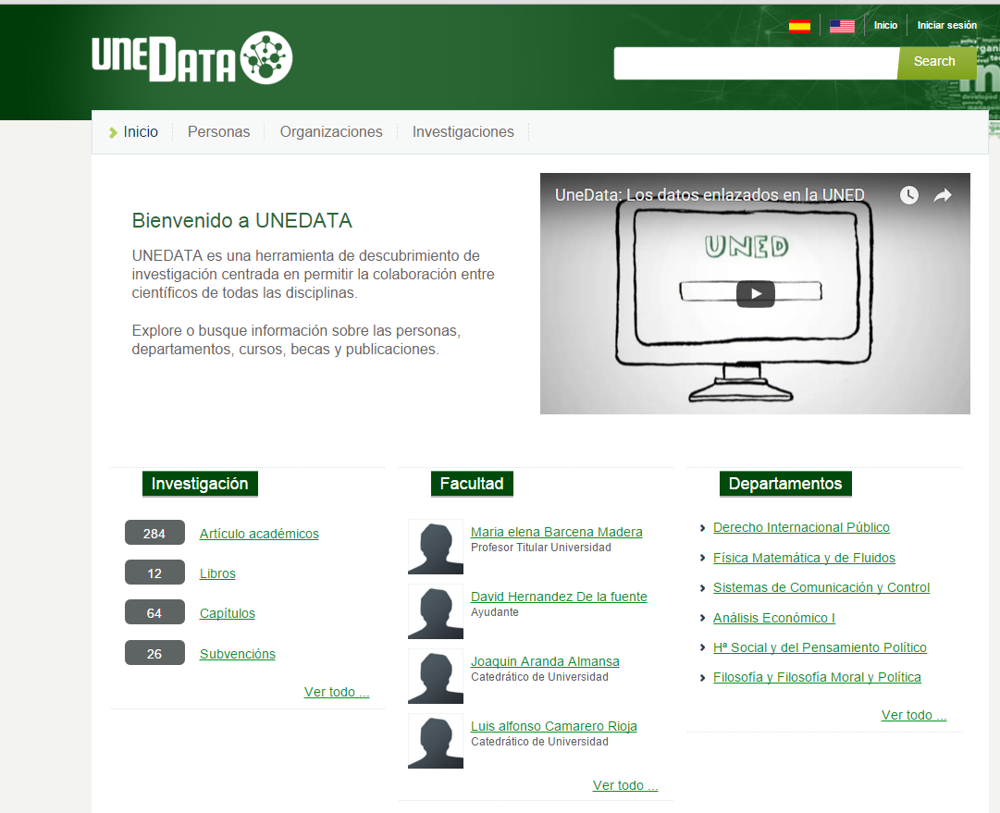 Inicio
Iniciar sesión
UNEDATA
Search
Inicio
Personas
Organizaciones
Investigaciones
Bienvenido a UNEDATA
UNEDATA es una herramienta de descubrimiento de
investigación centrada en permitir la colaboración entre
científicos de todas las disciplinas.
Explore o busque información sobre las personas,
departamentos, cursos, becas y publicaciones.
UneData: Los datos enlazados en la UNED
UNED
Investigación
284 Artículo académicos
12 Libros
64 Capítulos
26 Subvencións
Ver todo ...
Facultad
Maria elena Barcena Madera
Profesor Titular Universidad
David Hernandez De la fuente
Ayudante
Joaquin Aranda Almansa
Catedrático de Universidad
Luis alfonso Camarero Rioja
Catedrático de Universidad
Ver todo ...
Departamentos
Derecho Internacional Público
Física Matemática y de Fluidos
Sistemas de Comunicación y Control
Análisis Económico I
Hª Social y del Pensamiento Político
Filosofía y Filosofía Moral y Política
Ver todo ...